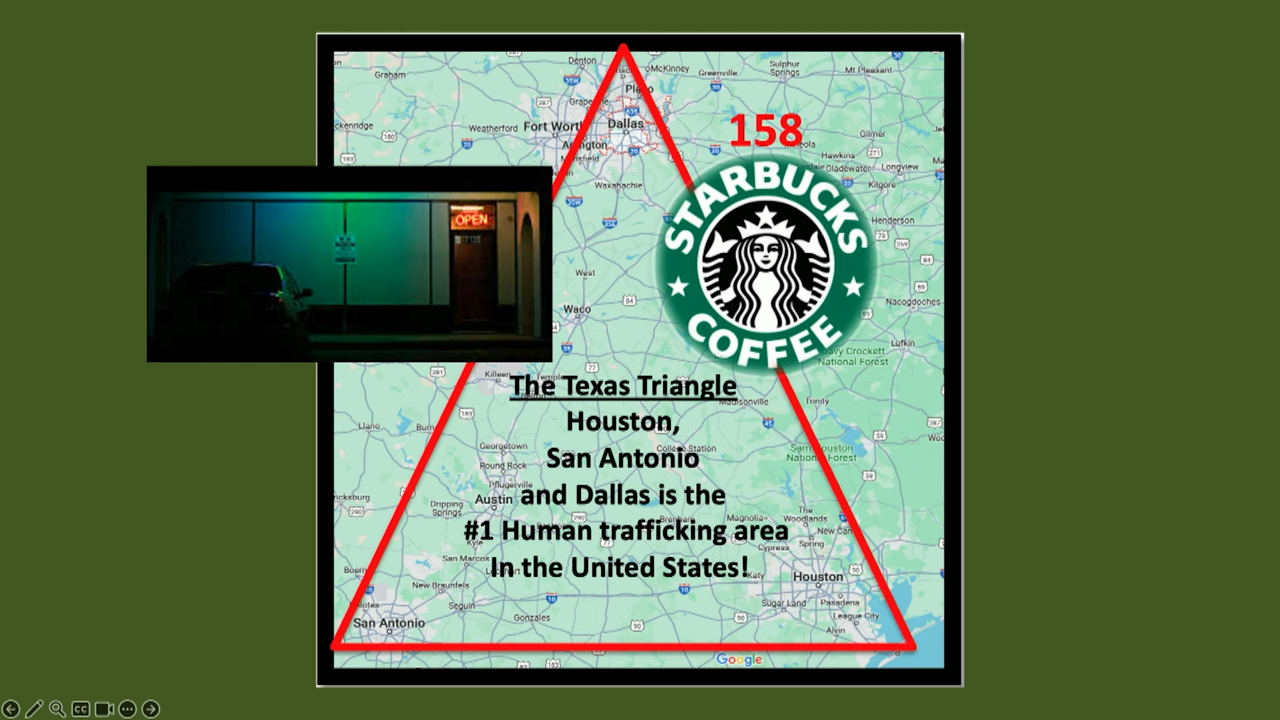 158
STARBUCKS
COFFEE
OPEN
The Texas Triangle
Houston,
San Antonio
and Dallas is the
#1 Human trafficking area
In the United States!
Graham
Denton
McKinney
Greenville
Sulphur
Springs
Mt Pleasant
Weatherford
Fort Wort
Dallas
Gilmer
Hawkins
Gladewater
Longview
Kilgore
Waxahachie
Henderson
West
Waco
Nacogdoches
Lufkin
Davy Crockett
National Forest
Killeen
Madisonville
Trinity
Llano
Georgetown
College Station
Sam Houston
National Forest
Round Rock
Pflugerville
Austin
Dripping
Springs
Magnolia
The
Woodlands
Spring
Cypress
Kyle
San Marcos
New Braunfels
Katy
Houston
Seguin
Sugar Land
Pasadena
League City
Gonzales
Alvin
San Antonio
Google
CC